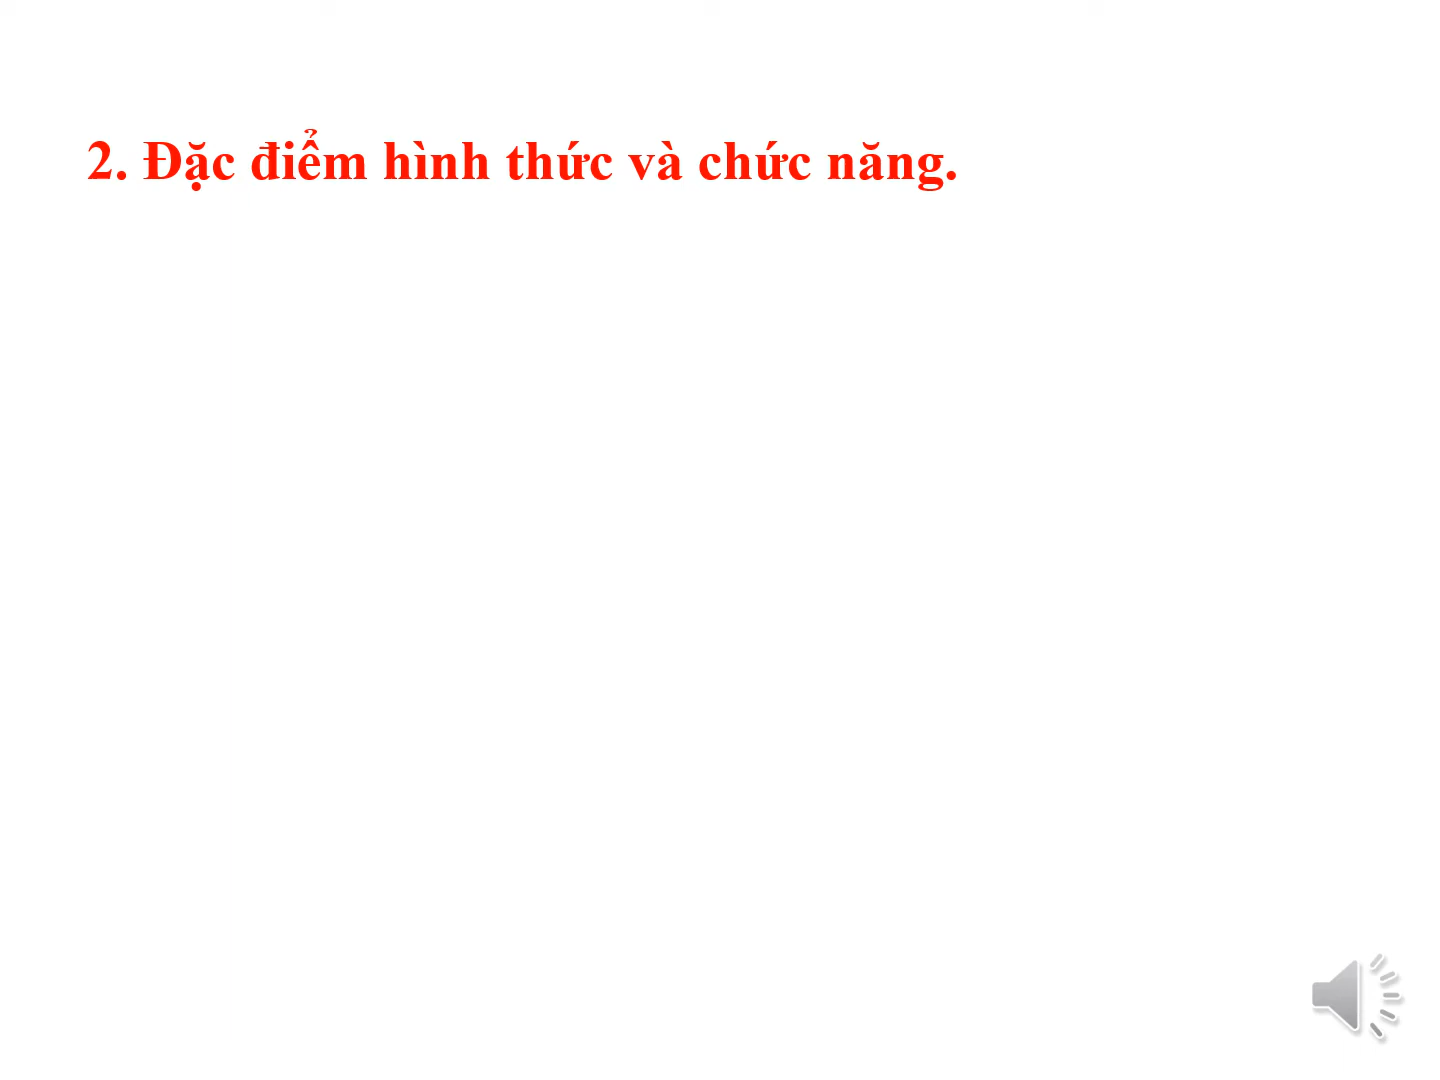 2. Đặc điểm hình thức và chức năng.